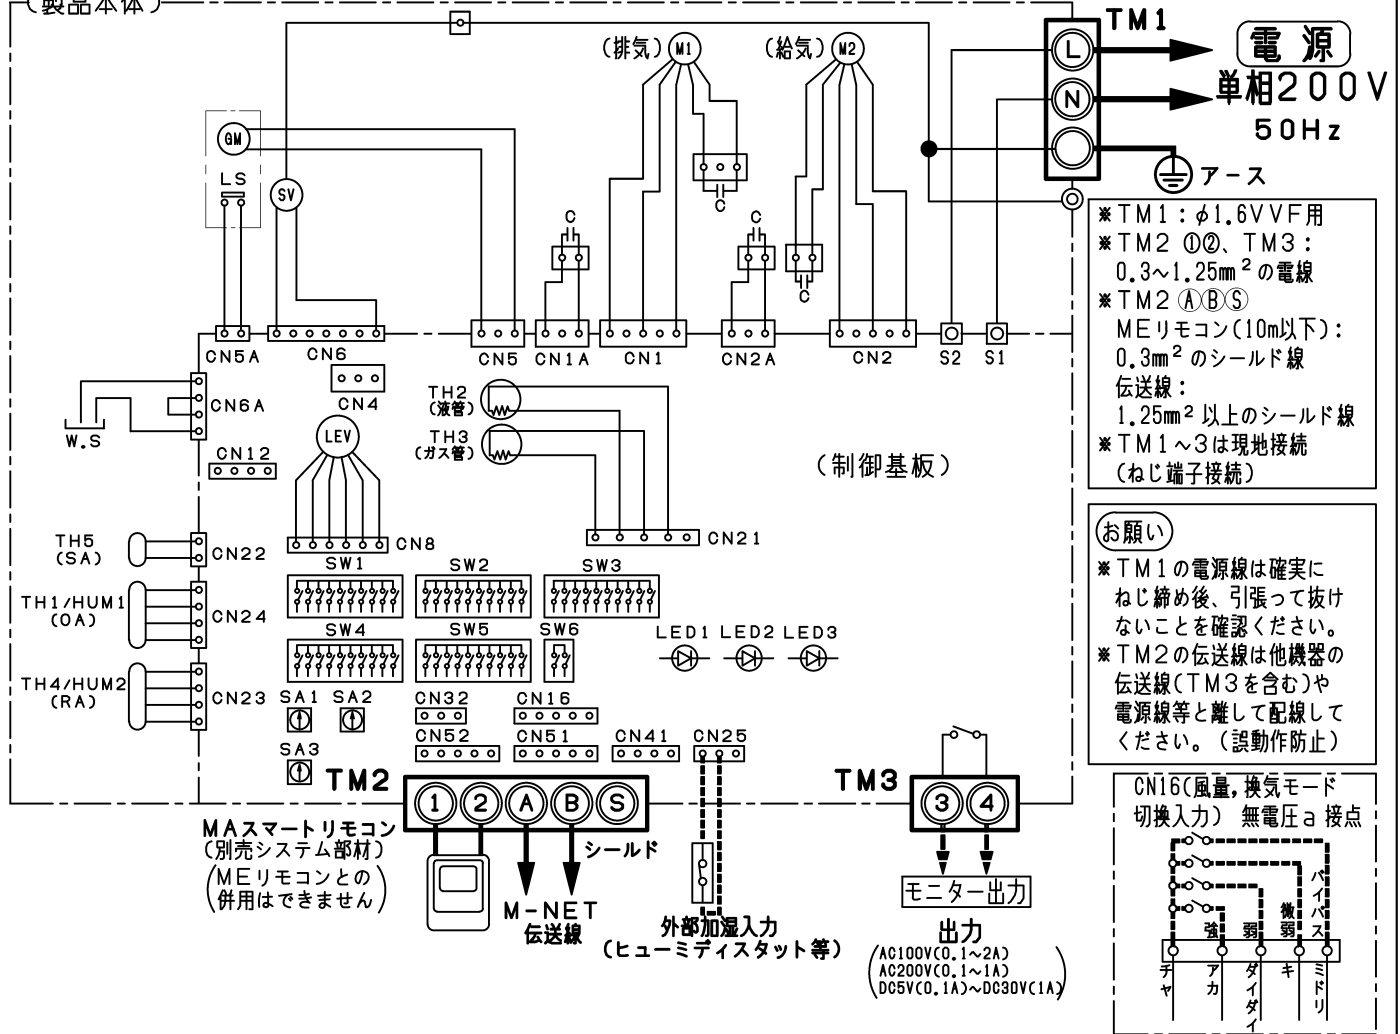 (製品本体)
TM1
L
電源
単相200V
50Hz
N
アース
(排気)
M1
(給気)
M2
GM
LS
SV
C
C
C
C
CN5A
CN6
CN5
CN1A
CN1
CN2A
CN2
S2
S1
※TM1:φ1.6VVF用
※TM2 ①②、TM3:
0.3~1.25mm²の電線
※TM2 ⒶⒷⓈ
MEリモコン(10m以下):
0.3mm²のシールド線
伝送線:
1.25mm²以上のシールド線
※TM1~3は現地接続
(ねじ端子接続)
CN4
CN6A
W.S
CN12
LEV
TH2
(液管)
TH3
(ガス管)
(制御基板)
CN8
CN21
TH5
(SA)
CN22
TH1/HUM1
(OA)
CN24
TH4/HUM2
(RA)
CN23
SW1
SW2
SW3
SW4
SW5
SW6
LED1
LED2
LED3
SA1
SA2
SA3
CN32
CN16
CN52
CN51
CN41
CN25
お願い
※TM1の電源線は確実に
ねじ締め後、引張って抜け
ないことを確認ください。
※TM2の伝送線は他機器の
伝送線(TM3を含む)や
電源線等と離して配線して
ください。(誤動作防止)
TM2
1
2
A
B
S
TM3
3
4
MAスマートリモコン
(別売システム部材)
(MEリモコンとの
併用はできません)
シールド
M-NET
伝送線
外部加湿入力
(ヒューミディスタット等)
モニター出力
出力
(AC100V(0.1~2A)
AC200V(0.1~1A)
DC5V(0.1A)~DC30V(1A))
CN16(風量,換気モード
切換入力) 無電圧a接点
強
弱
微弱
バイパス
チャ
アカ
ダイダイ
キ
ミドリ